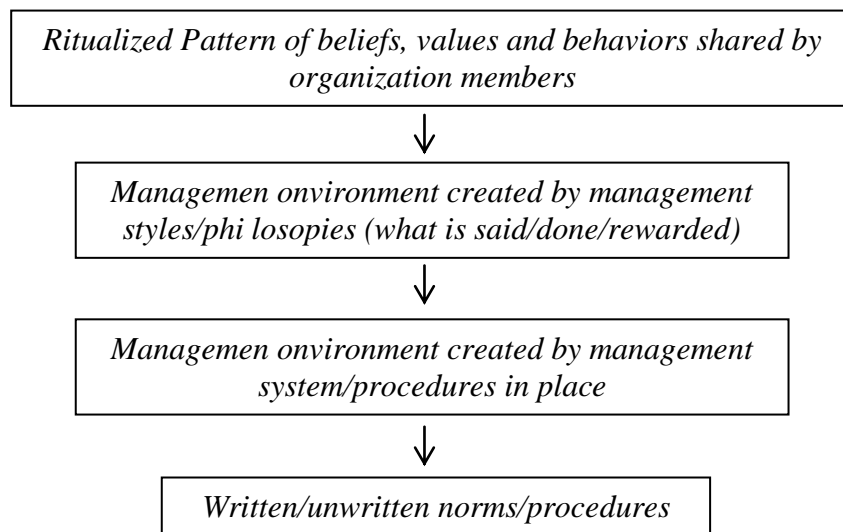 Ritualized Pattern of beliefs, values and behaviors shared by
organization members
Managemen onvironment created by management
styles/phi losopies (what is said/done/rewarded)
Managemen onvironment created by management
system/procedures in place
Written/unwritten norms/procedures